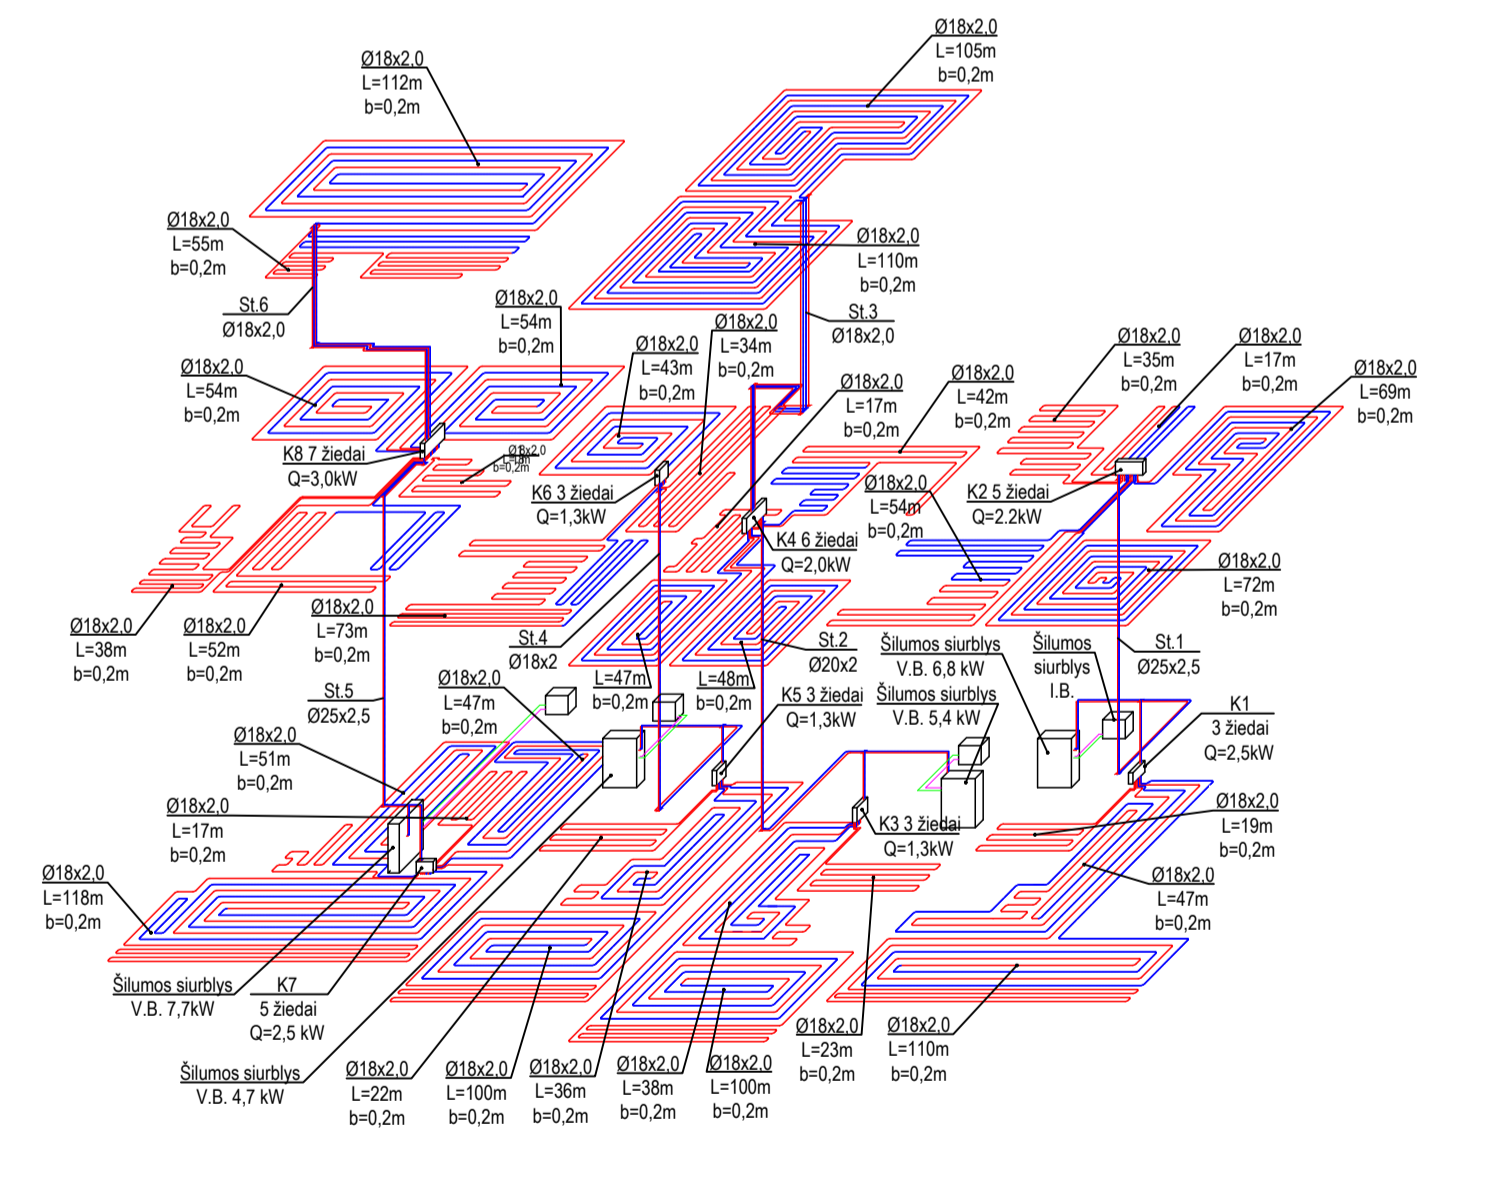 Ø18x2,0
L=105m
b=0,2m
Ø18x2,0
L=112m
b=0,2m
Ø18x2,0
L=55m
b=0,2m
Ø18x2,0
L=110m
b=0,2m
St.6
Ø18x2,0
Ø18x2,0
L=54m
b=0,2m
St.3
Ø18x2,0
Ø18x2,0
L=34m
b=0,2m
Ø18x2,0
L=43m
b=0,2m
Ø18x2,0
L=35m
b=0,2m
Ø18x2,0
L=17m
b=0,2m
Ø18x2,0
L=69m
b=0,2m
Ø18x2,0
L=54m
b=0,2m
Ø18x2,0
L=17m
b=0,2m
Ø18x2,0
L=42m
b=0,2m
K8 7 žiedai
Q=3,0kW
Ø18x2,0
b=0,2m
K6 3 žiedai
Q=1,3kW
Ø18x2,0
L=54m
b=0,2m
K2 5 žiedai
Q=2.2kW
K4 6 žiedai
Q=2,0kW
Ø18x2,0
L=72m
b=0,2m
Ø18x2,0
L=38m
b=0,2m
Ø18x2,0
L=52m
b=0,2m
Ø18x2,0
L=73m
b=0,2m
St.4
Ø18x2
St.2
Ø20x2
Šilumos siurblys
V.B. 6,8 kW
Šilumos
siurblys
I.B.
St.1
Ø25x2,5
St.5
Ø25x2,5
Ø18x2,0
L=47m
b=0,2m
L=47m
b=0,2m
L=48m
b=0,2m
K5 3 žiedai
Q=1,3kW
Šilumos siurblys
V.B. 5,4 kW
K1
3 žiedai
Q=2,5kW
Ø18x2,0
L=51m
b=0,2m
Ø18x2,0
L=17m
b=0,2m
K3 3 žiedai
Q=1,3kW
Ø18x2,0
L=19m
b=0,2m
Ø18x2,0
L=118m
b=0,2m
Ø18x2,0
L=47m
b=0,2m
Šilumos siurblys
V.B. 7,7kW
K7
5 žiedai
Q=2,5 kW
Šilumos siurblys
V.B. 4,7 kW
Ø18x2,0
L=22m
b=0,2m
Ø18x2,0
L=100m
b=0,2m
Ø18x2,0
L=36m
b=0,2m
Ø18x2,0
L=38m
b=0,2m
Ø18x2,0
L=100m
b=0,2m
Ø18x2,0
L=23m
b=0,2m
Ø18x2,0
L=110m
b=0,2m